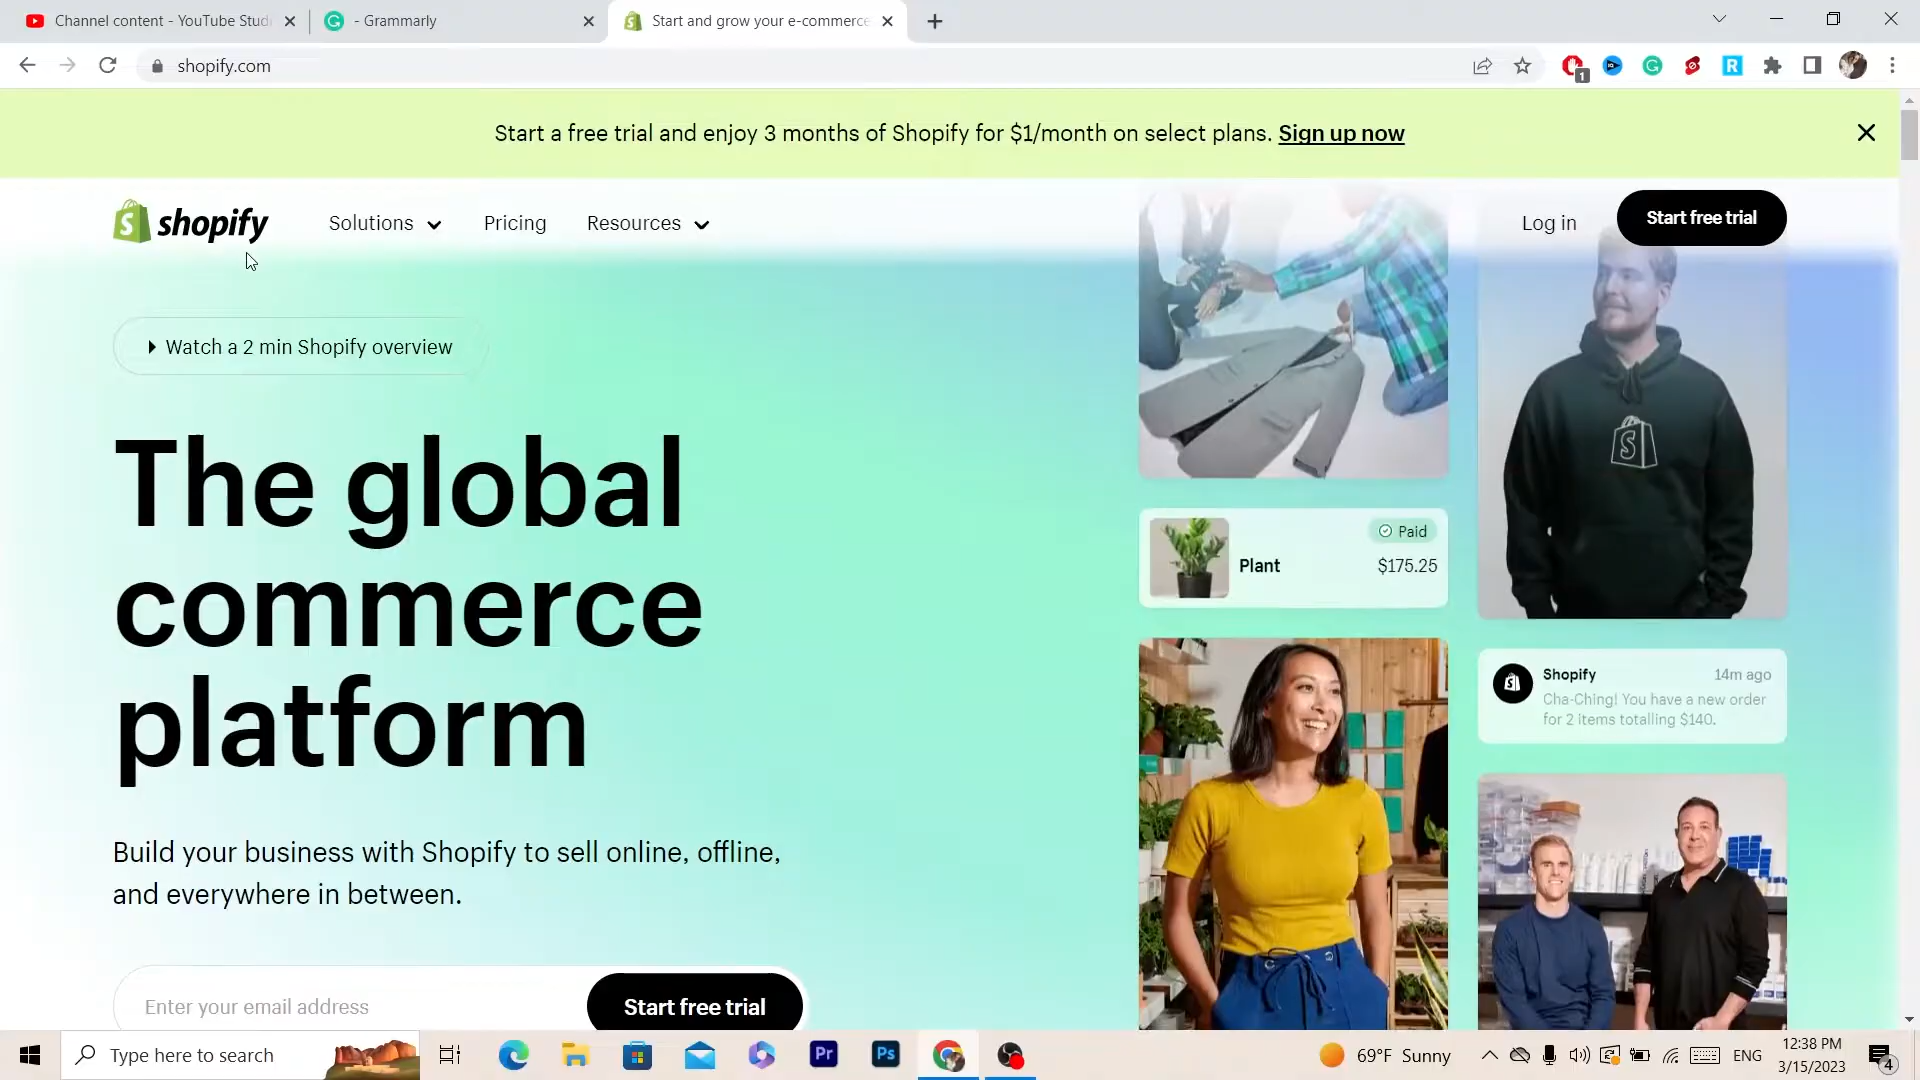 Channel content - YouTube Stud
- Grammarly
Start and grow your e-commerce
shopify.com
1
Start a free trial and enjoy 3 months of Shopify for $1/month on select plans. Sign up now
shopify
Solutions
Pricing
Resources
Log in
Start free trial
Watch a 2 min Shopify overview
The global
commerce
platform
Paid
Plant
$175.25
Shopify
14m ago
Cha-Ching! You have a new order
for 2 items totalling $140.
Build your business with Shopify to sell online, offline,
and everywhere in between.
Enter your email address
Start free trial
Type here to search
Pr
Ps
69°F Sunny
ENG
12:38 PM
3/15/2023
4